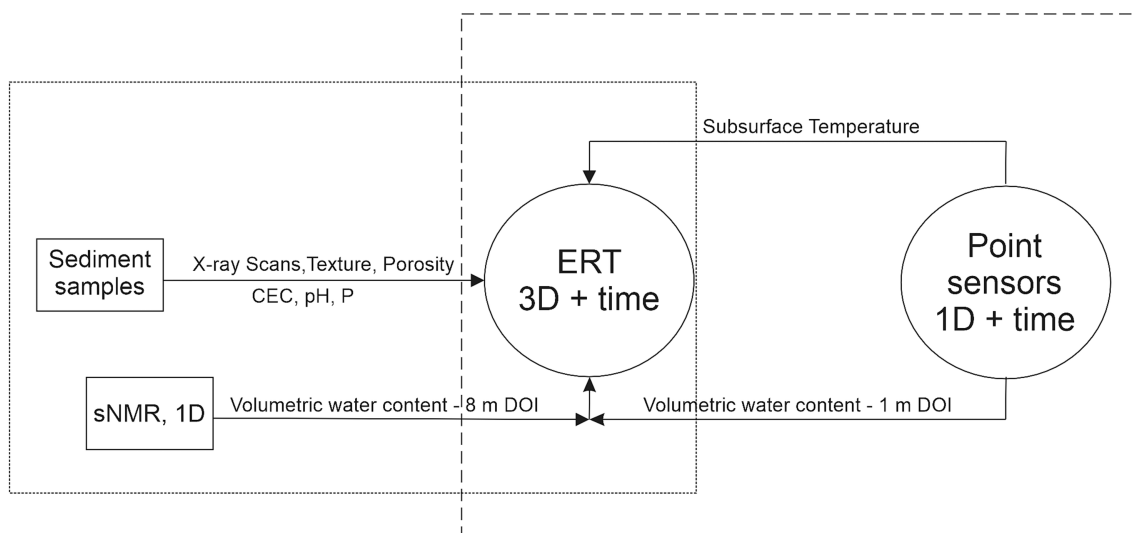 Subsurface Temperature
Sediment
samples
X-ray Scans,Texture, Porosity
CEC, pH, P
ERT
3D + time
Point
sensors
1D + time
sNMR, 1D
Volumetric water content - 8 m DOI
Volumetric water content - 1 m DOI